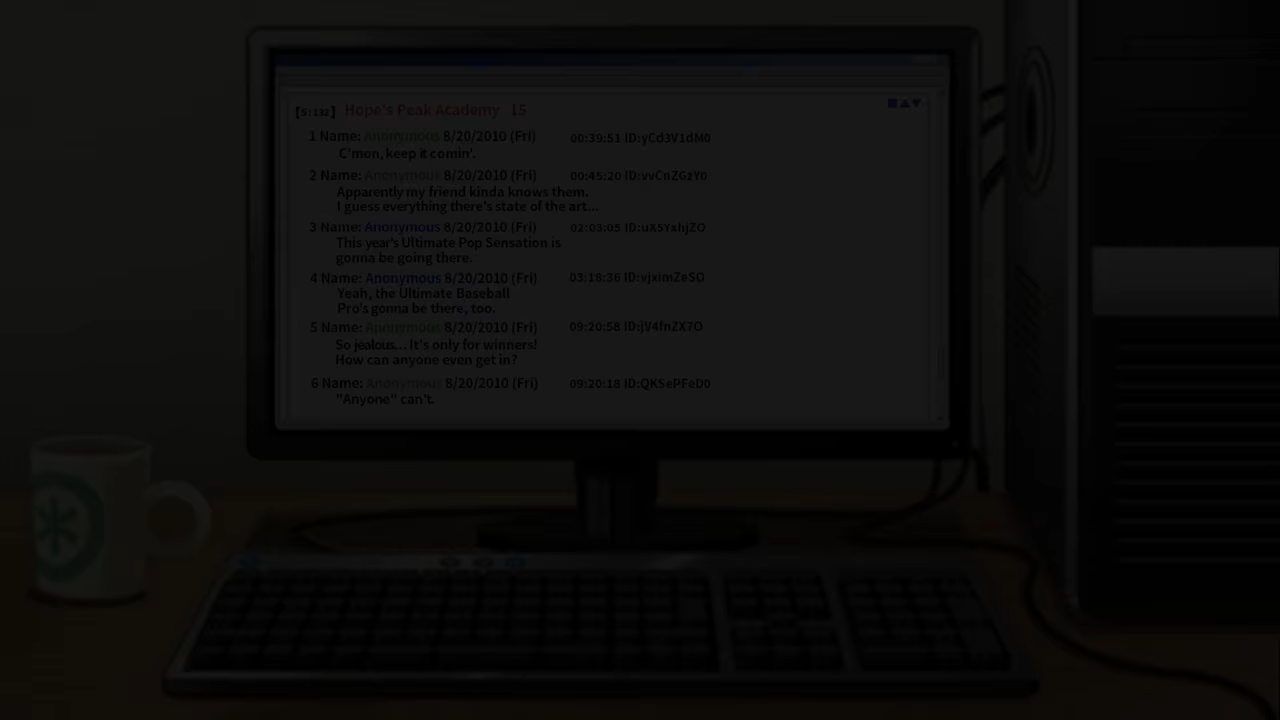 【5:132】 Hope's Peak Academy 15
1 Name: Anonymous 8/20/2010 (Fri) 00:39:51 ID:yCd3V1dM0
C'mon, keep it comin'.
2 Name: Anonymous 8/20/2010 (Fri) 00:45:20 ID:vvCnZGzY0
Apparently my friend kinda knows them.
I guess everything there's state of the art...
3 Name: Anonymous 8/20/2010 (Fri) 02:03:05 ID:uX5YxhjZO
This year's Ultimate Pop Sensation is
gonna be going there.
4 Name: Anonymous 8/20/2010 (Fri) 03:18:36 ID:vjximZeSO
Yeah, the Ultimate Baseball
Pro's gonna be there, too.
5 Name: Anonymous 8/20/2010 (Fri) 09:20:58 ID:jV4fnZX7O
So jealous... It's only for winners!
How can anyone even get in?
6 Name: Anonymous 8/20/2010 (Fri) 09:20:18 ID:QKSePFeD0
"Anyone" can't.